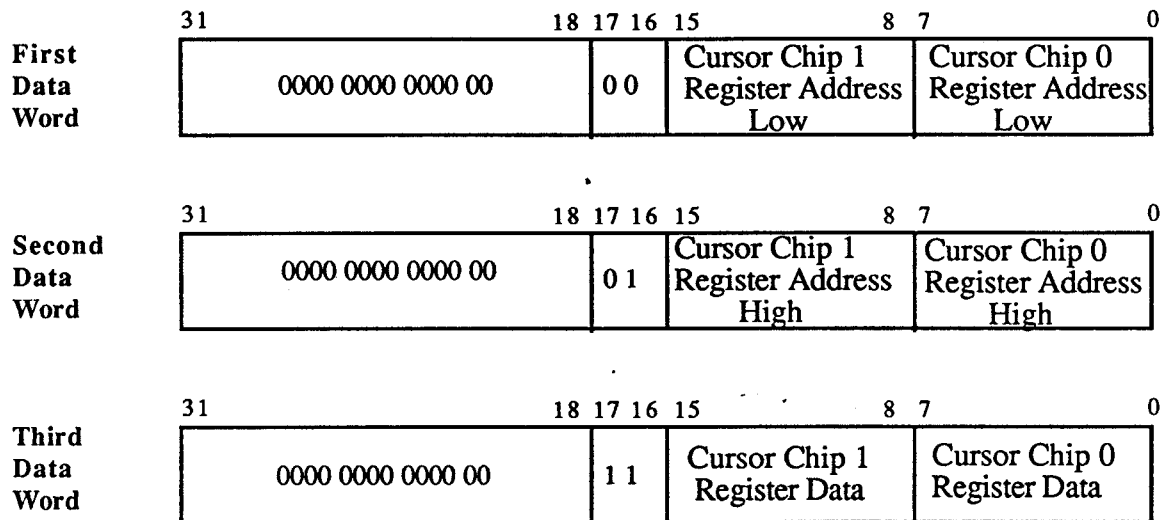 31 18 17 16 15 8 7 0
First
Data
Word
0000 0000 0000 00
0 0
Cursor Chip 1
Register Address
Low
Cursor Chip 0
Register Address
Low
31 18 17 16 15 8 7 0
Second
Data
Word
0000 0000 0000 00
0 1
Cursor Chip 1
Register Address
High
Cursor Chip 0
Register Address
High
31 18 17 16 15 8 7 0
Third
Data
Word
0000 0000 0000 00
1 1
Cursor Chip 1
Register Data
Cursor Chip 0
Register Data